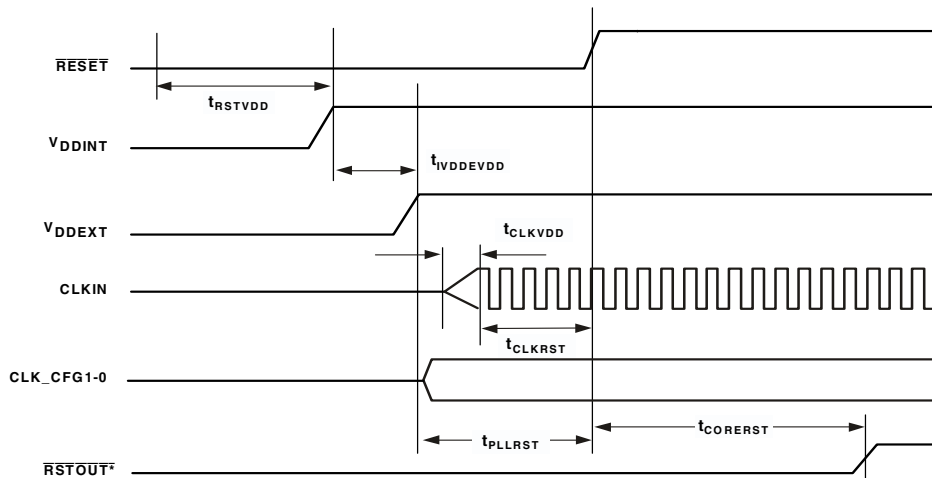 RESET
tRSTVDD
VDDINT
tIVDDEVDD
VDDEXT
tCLKVDD
CLKIN
tCLKRST
CLK_CFG1-0
tCORERST
tPLLRST
RSTOUT*